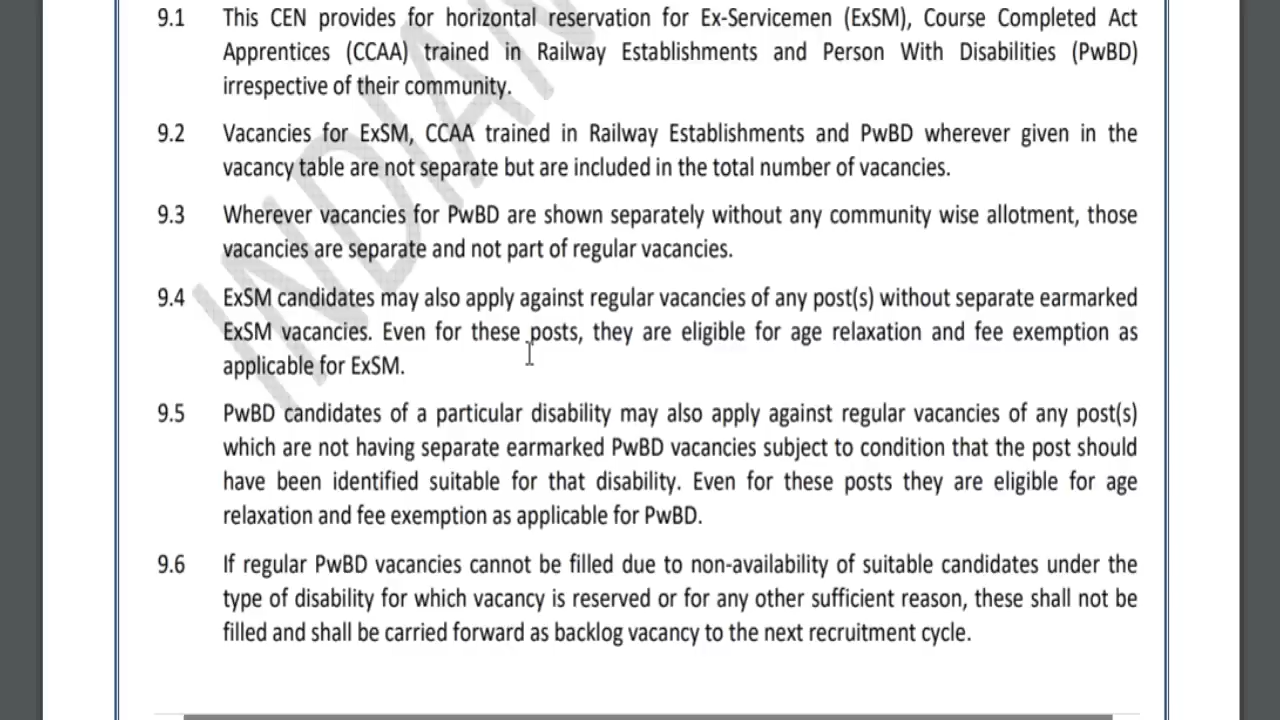 9.1 This CEN provides for horizontal reservation for Ex-Servicemen (ExSM), Course Completed Act
Apprentices (CCAA) trained in Railway Establishments and Person With Disabilities (PwBD)
irrespective of their community.
9.2 Vacancies for ExSM, CCAA trained in Railway Establishments and PwBD wherever given in the
vacancy table are not separate but are included in the total number of vacancies.
9.3 Wherever vacancies for PwBD are shown separately without any community wise allotment, those
vacancies are separate and not part of regular vacancies.
9.4 ExSM candidates may also apply against regular vacancies of any post(s) without separate earmarked
ExSM vacancies. Even for these posts, they are eligible for age relaxation and fee exemption as
applicable for ExSM.
9.5 PwBD candidates of a particular disability may also apply against regular vacancies of any post(s)
which are not having separate earmarked PwBD vacancies subject to condition that the post should
have been identified suitable for that disability. Even for these posts they are eligible for age
relaxation and fee exemption as applicable for PwBD.
9.6 If regular PwBD vacancies cannot be filled due to non-availability of suitable candidates under the
type of disability for which vacancy is reserved or for any other sufficient reason, these shall not be
filled and shall be carried forward as backlog vacancy to the next recruitment cycle.
INDIAN